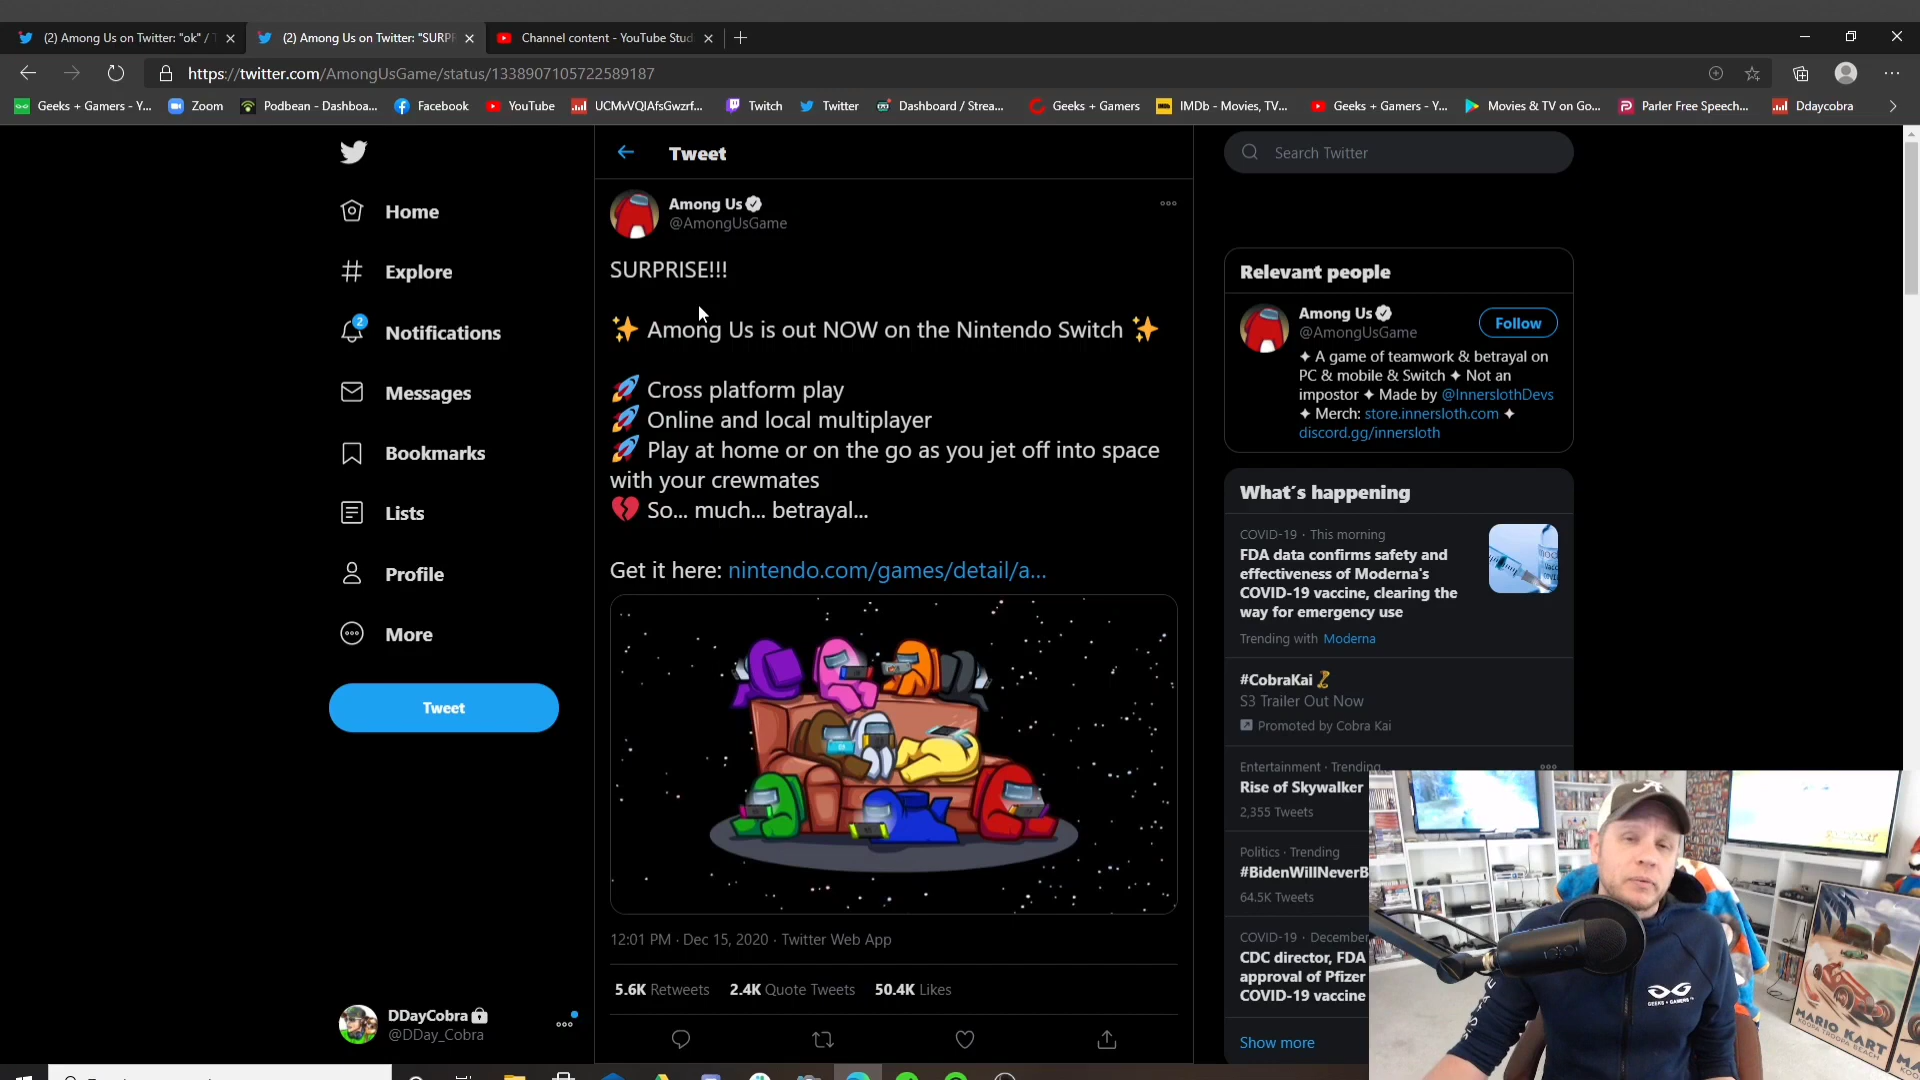 (2) Among Us on Twitter: "ok" /
(2) Among Us on Twitter: "SURPR
Channel content - YouTube Stud
https://twitter.com/AmongUsGame/status/1338907105722589187
Geeks + Gamers - Y...
Zoom
Podbean - Dashboa...
Facebook
YouTube
UCMvVQIAfsGwzrf...
Twitch
Twitter
Dashboard / Strea...
Geeks + Gamers
IMDb - Movies, TV...
Geeks + Gamers - Y...
Movies & TV on Go...
Parler Free Speech...
Ddaycobra
Home
Explore
2
Notifications
Messages
Bookmarks
Lists
Profile
More
Tweet
DDayCobra
@DDay_Cobra
Tweet
Among Us
@AmongUsGame
SURPRISE!!!
✨ Among Us is out NOW on the Nintendo Switch ✨
🚀 Cross platform play
🚀 Online and local multiplayer
🚀 Play at home or on the go as you jet off into space
with your crewmates
💔 So... much... betrayal...
Get it here: nintendo.com/games/detail/a...
12:01 PM · Dec 15, 2020 · Twitter Web App
5.6K Retweets 2.4K Quote Tweets 50.4K Likes
Search Twitter
Relevant people
Among Us
@AmongUsGame
Follow
✦ A game of teamwork & betrayal on
PC & mobile & Switch ✦ Not an
impostor ✦ Made by @InnerslothDevs
✦ Merch: store.innersloth.com ✦
discord.gg/innersloth
What's happening
COVID-19 · This morning
FDA data confirms safety and
effectiveness of Moderna's
COVID-19 vaccine, clearing the
way for emergency use
Trending with Moderna
#CobraKai
S3 Trailer Out Now
Promoted by Cobra Kai
Entertainment · Trending
Rise of Skywalker
2,355 Tweets
Politics · Trending
#BidenWillNeverB
64.5K Tweets
COVID-19 · December
CDC director, FDA
approval of Pfizer
COVID-19 vaccine
Show more
GEEKS + GAMERS
MARIO KART
KOOPA TROOPA BEACH